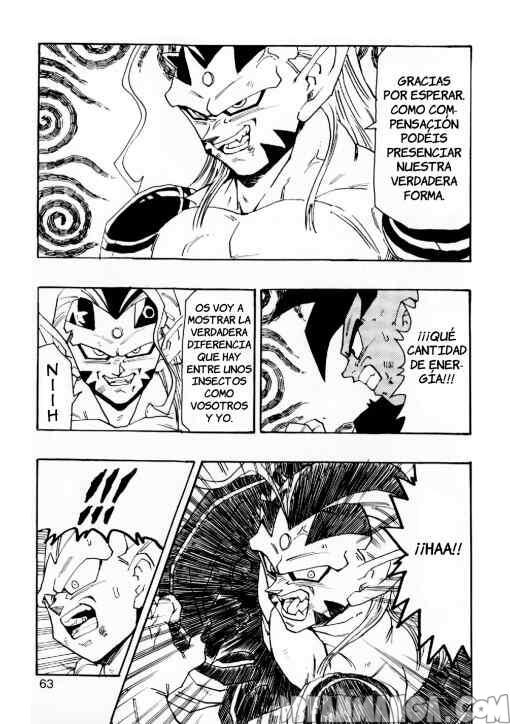 GRACIAS
POR ESPERAR.
COMO COM-
PENSACIÓN
PODÉIS
PRESENCIAR
NUESTRA
VERDADERA
FORMA.
OS VOY A
MOSTRAR LA
VERDADERA
DIFERENCIA
QUE HAY
ENTRE UNOS
INSECTOS
COMO
VOSOTROS
Y YO.
NIIH
¡¡¡QUÉ
CANTIDAD
DE ENER-
GÍA!!!
!!!
¡¡HAA!!
63